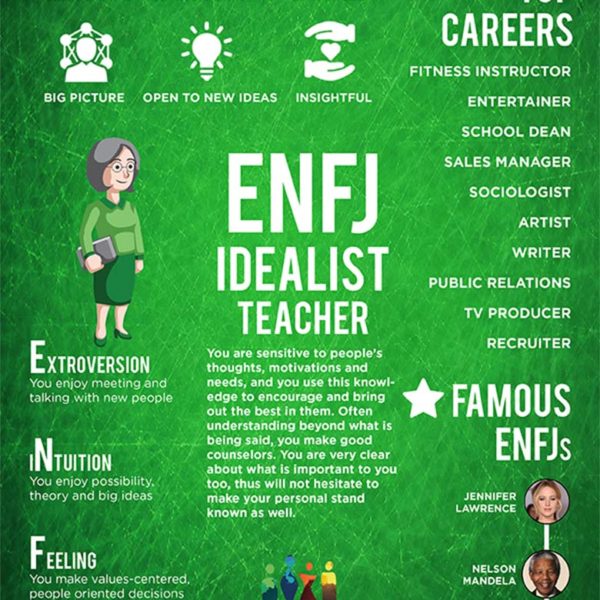 CAREERS
FITNESS INSTRUCTOR
ENTERTAINER
SCHOOL DEAN
SALES MANAGER
SOCIOLOGIST
ARTIST
WRITER
PUBLIC RELATIONS
TV PRODUCER
RECRUITER
BIG PICTURE
OPEN TO NEW IDEAS
INSIGHTFUL
ENFJ
IDEALIST
TEACHER
You are sensitive to people's
thoughts, motivations and
needs, and you use this knowl-
edge to encourage and bring
out the best in them. Often
understanding beyond what is
being said, you make good
counselors. You are very clear
about what is important to you
too, thus will not hesitate to
make your personal stand
known as well.
EXTROVERSION
You enjoy meeting and
talking with new people
iNTUITION
You enjoy possibility,
theory and big ideas
FEELING
You make values-centered,
people oriented decisions
FAMOUS
ENFJs
JENNIFER
LAWRENCE
NELSON
MANDELA